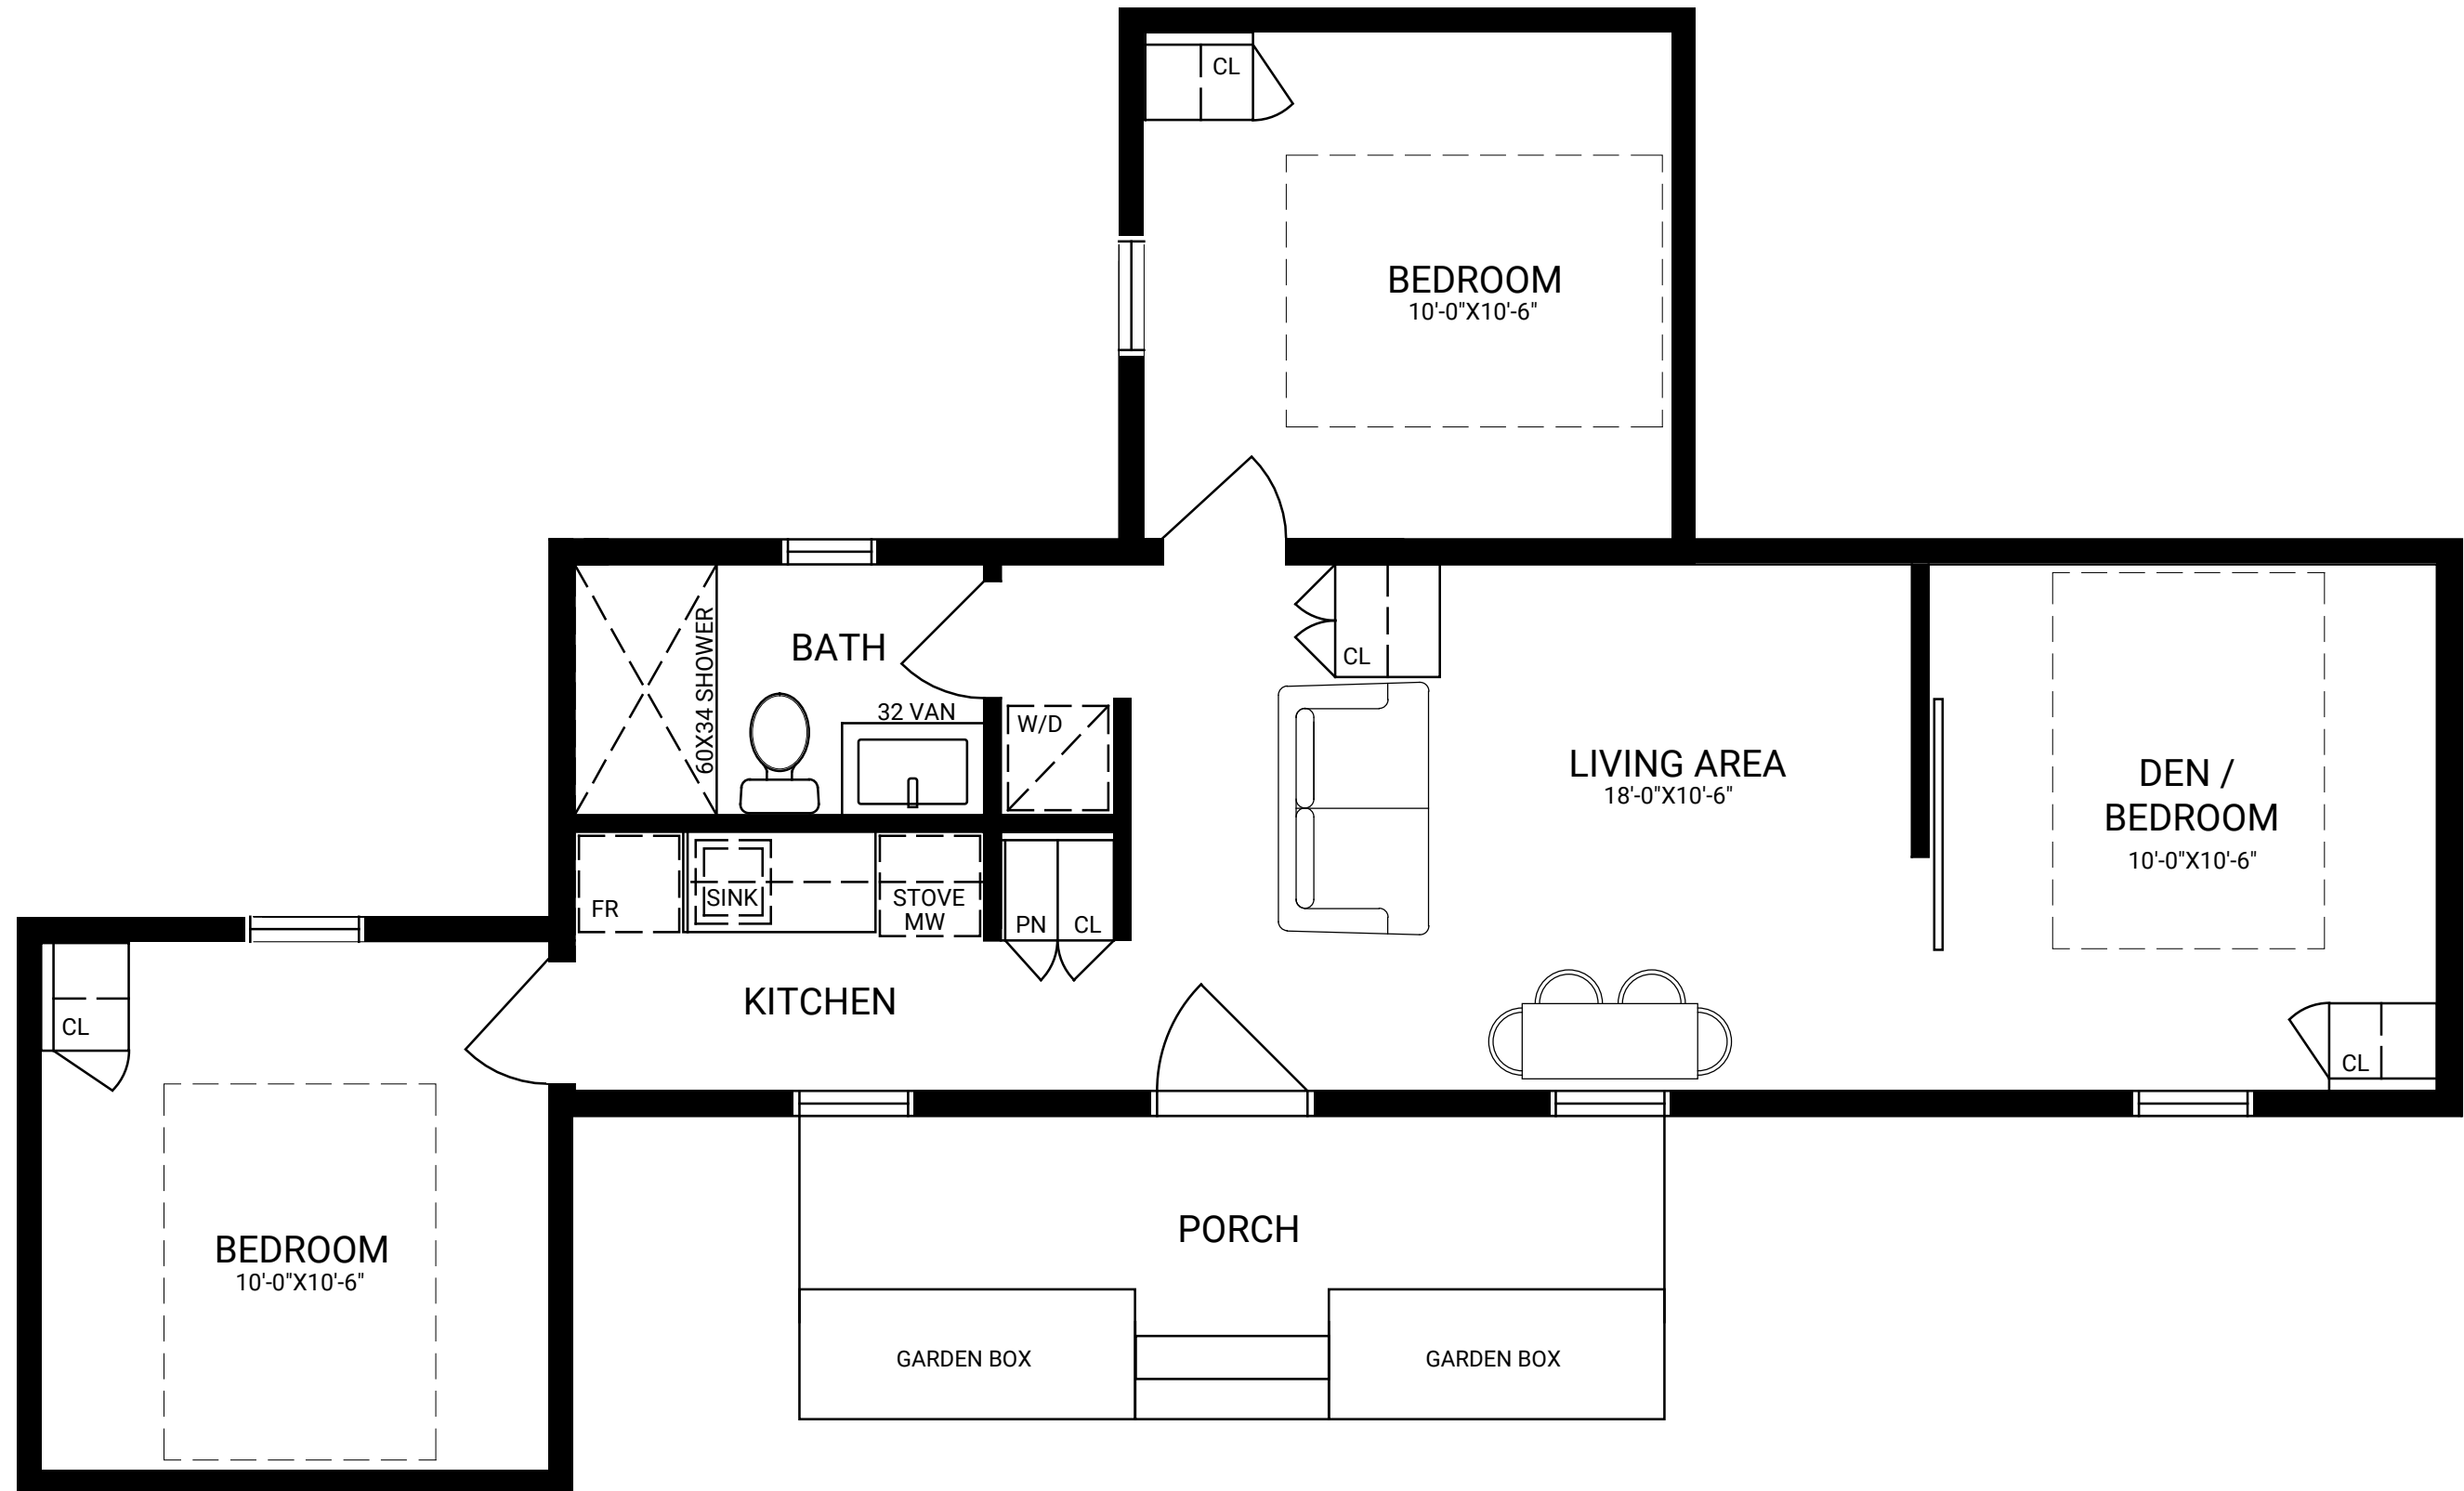 CL
BEDROOM
10'-0"X10'-6"
BATH
60X34 SHOWER
32 VAN
W/D
CL
LIVING AREA
18'-0"X10'-6"
DEN /
BEDROOM
10'-0"X10'-6"
FR
SINK
STOVE
MW
PN
CL
KITCHEN
CL
CL
BEDROOM
10'-0"X10'-6"
PORCH
GARDEN BOX
GARDEN BOX